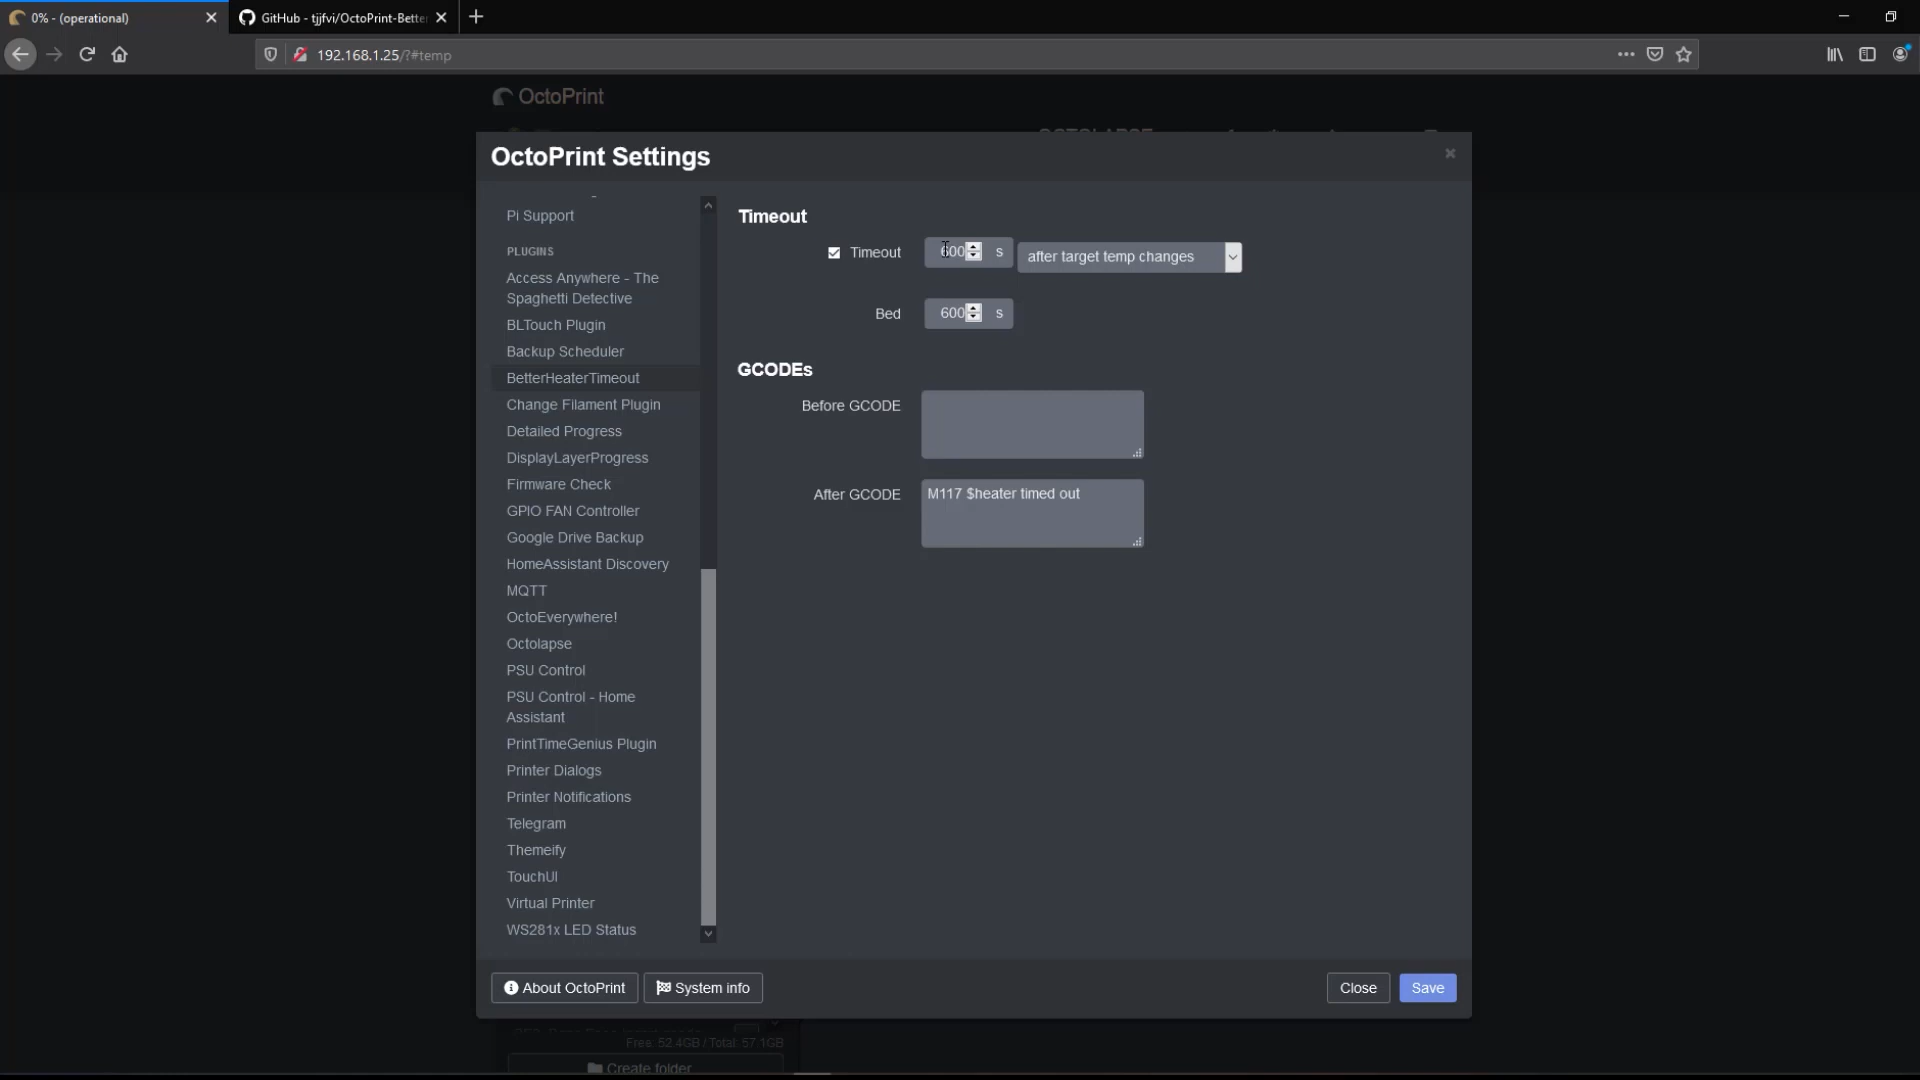 0% - (operational)
GitHub - tjjfvi/OctoPrint-Bette
192.168.1.25/?#temp
OctoPrint
OctoPrint Settings
Pi Support
PLUGINS
Access Anywhere - The
Spaghetti Detective
BLTouch Plugin
Backup Scheduler
BetterHeaterTimeout
Change Filament Plugin
Detailed Progress
DisplayLayerProgress
Firmware Check
GPIO FAN Controller
Google Drive Backup
HomeAssistant Discovery
MQTT
OctoEverywhere!
Octolapse
PSU Control
PSU Control - Home
Assistant
PrintTimeGenius Plugin
Printer Dialogs
Printer Notifications
Telegram
Themeify
TouchUI
Virtual Printer
WS281x LED Status
Timeout
Timeout 600 s after target temp changes
Bed 600 s
GCODEs
Before GCODE
After GCODE M117 $heater timed out
About OctoPrint System info Close Save
Free: 52.4GB / Total: 57.1GB
Create folder